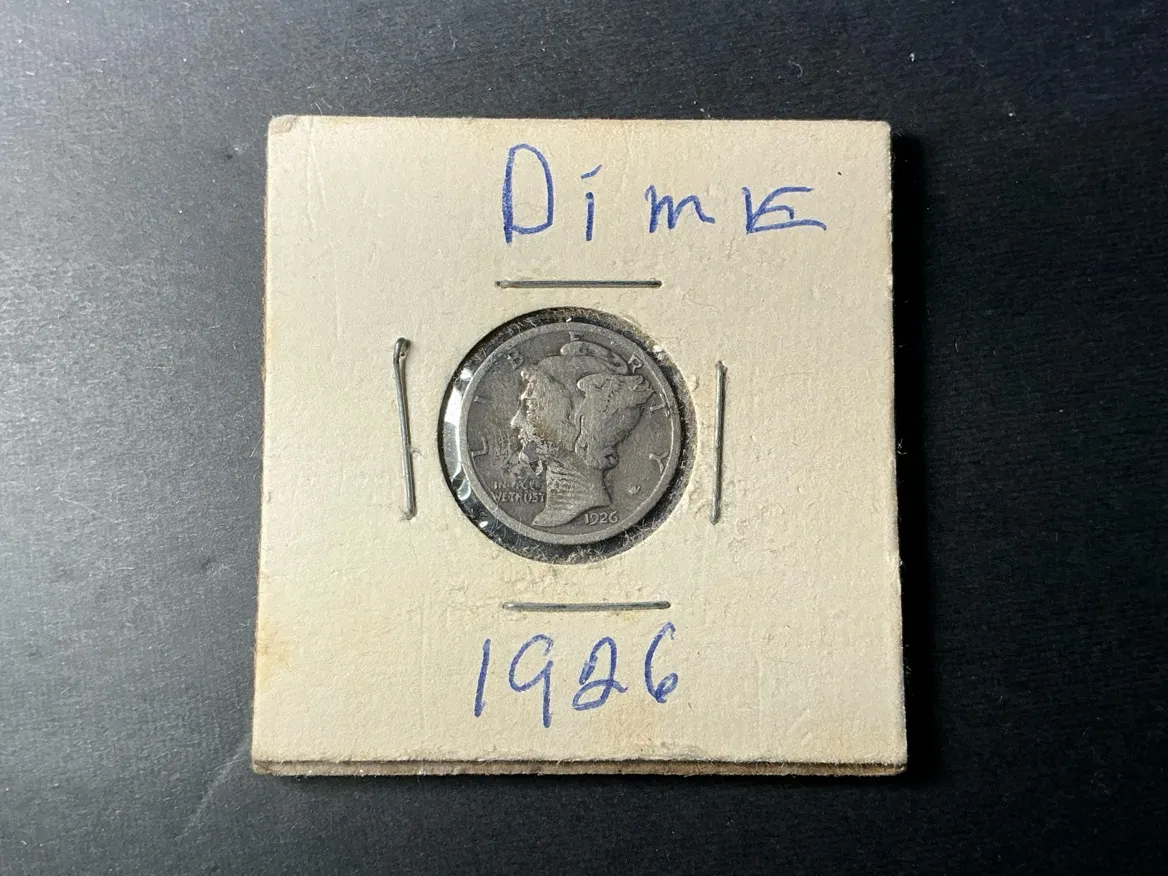 DimE
LIBERTY
IN GOD
WE TRUST
1926
1926